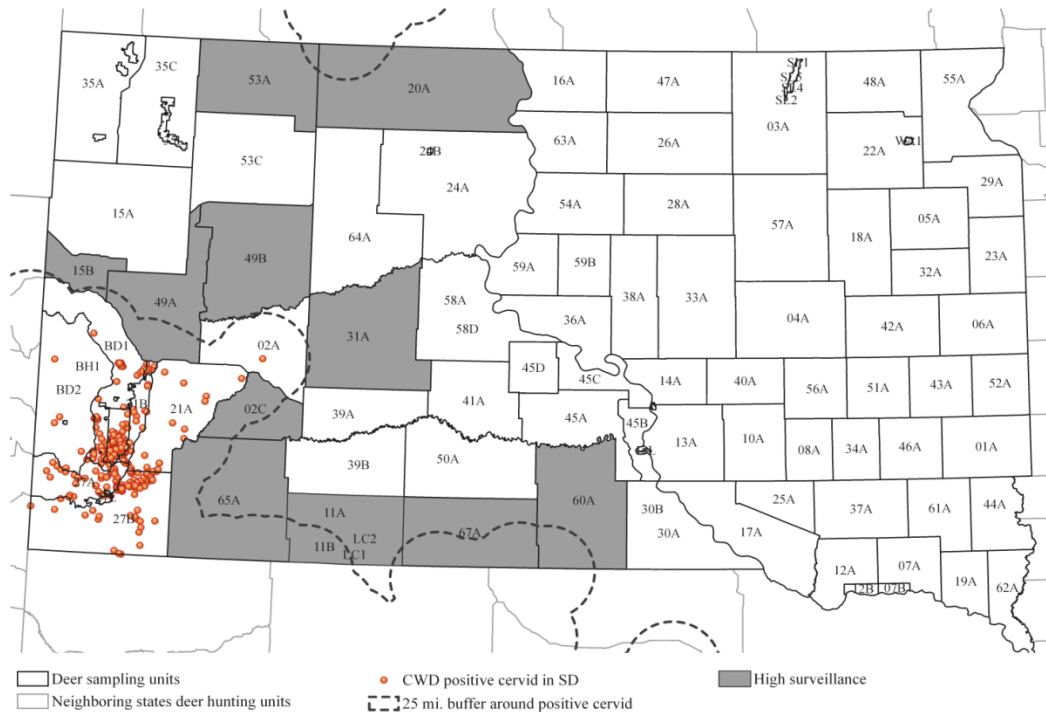 35A 35C 53A 20A 16A 47A SL1 48A 55A
SL2 03A
63A 26A 22A
53C 24B
24A 29A
54A 28A 05A
15A 64A 57A 18A
49B 59A 59B 23A
15B 32A
49A 58A 38A 33A
31A 58D 36A 04A 42A 06A
02A
BD1
BH1 45D
BD2 45C 14A 40A 56A 51A 43A 52A
21A 02C 39A 41A 45A 45B
13A 10A 08A 34A 46A 01A
39B 50A
65A 11A 60A 30B 25A 37A 61A 44A
27B 67A 30A 17A
11B LC2
LC1
12A 07A
12B 07B 19A 62A
Deer sampling units
Neighboring states deer hunting units
CWD positive cervid in SD
25 mi. buffer around positive cervid
High surveillance